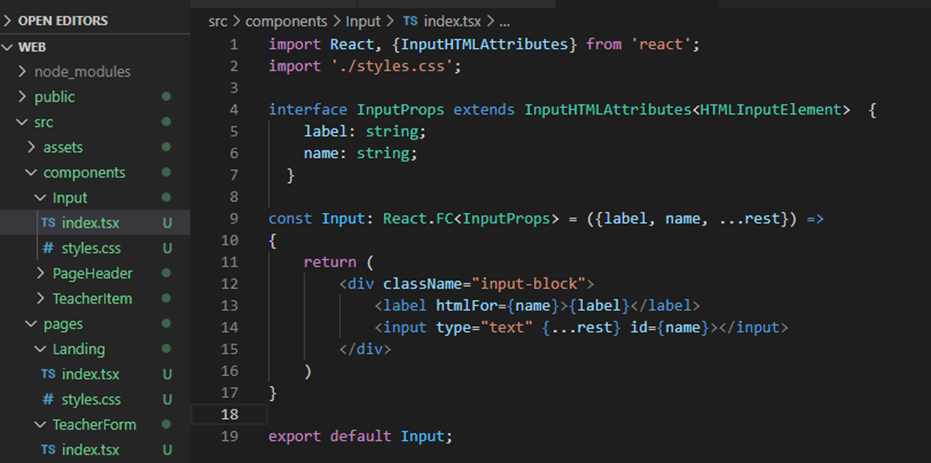 OPEN EDITORS
WEB
node_modules
public
src
assets
components
Input
TS index.tsx U
# styles.css U
PageHeader
TeacherItem
pages
Landing
TS index.tsx U
# styles.css U
TeacherForm
TS index.tsx U
src > components > Input > TS index.tsx > ...
1 import React, {InputHTMLAttributes} from 'react';
2 import './styles.css';
3
4 interface InputProps extends InputHTMLAttributes<HTMLInputElement>  {
5     label: string;
6     name: string;
7   }
8
9 const Input: React.FC<InputProps> = ({label, name, ...rest}) =>
10 {
11     return (
12         <div className="input-block">
13             <label htmlFor={name}>{label}</label>
14             <input type="text" {...rest} id={name}></input>
15         </div>
16     )
17 }
18
19 export default Input;